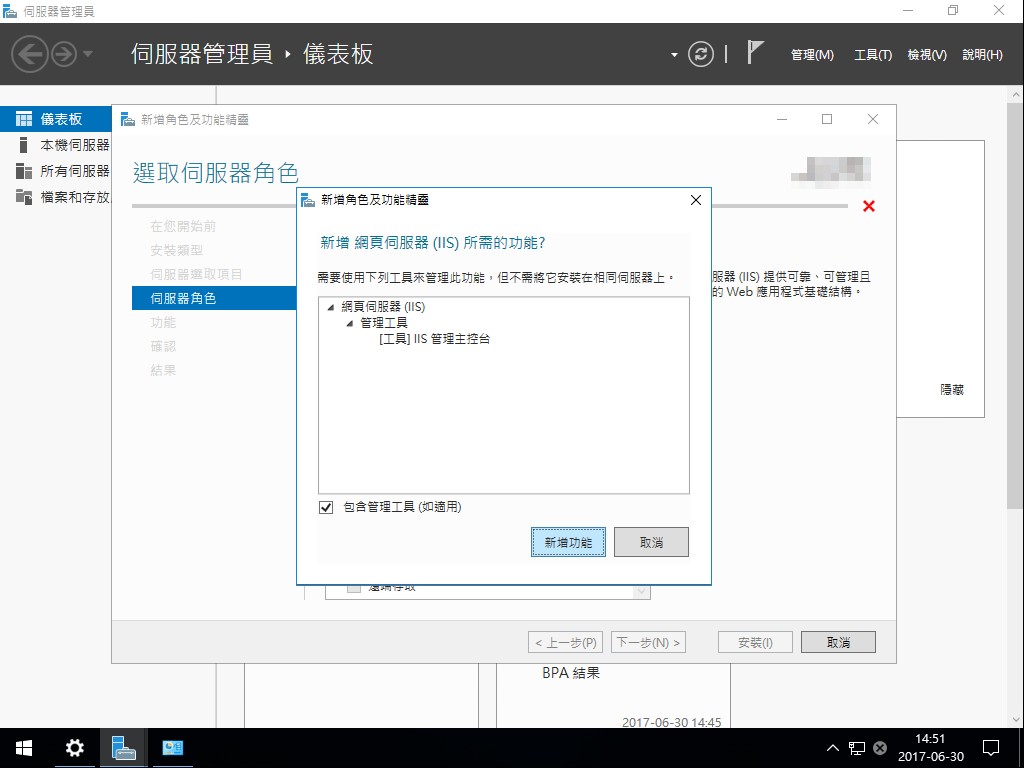 伺服器管理員
伺服器管理員 ‣ 儀表板
管理(M) 工具(T) 檢視(V) 說明(H)
儀表板
本機伺服器
所有伺服器
檔案和存放
新增角色及功能精靈
選取伺服器角色
在您開始前
安裝類型
伺服器選取項目
伺服器角色
功能
確認
結果
新增角色及功能精靈
新增 網頁伺服器 (IIS) 所需的功能?
需要使用下列工具來管理此功能，但不需將它安裝在相同伺服器上。
網頁伺服器 (IIS)
管理工具
[工具] IIS 管理主控台
包含管理工具 (如適用)
新增功能 取消
服器 (IIS) 提供可靠、可管理且
的 Web 應用程式基礎結構。
隱藏
遠端存取
< 上一步(P) 下一步(N) > 安裝(I) 取消
BPA 結果
2017-06-30 14:45
14:51
2017-06-30